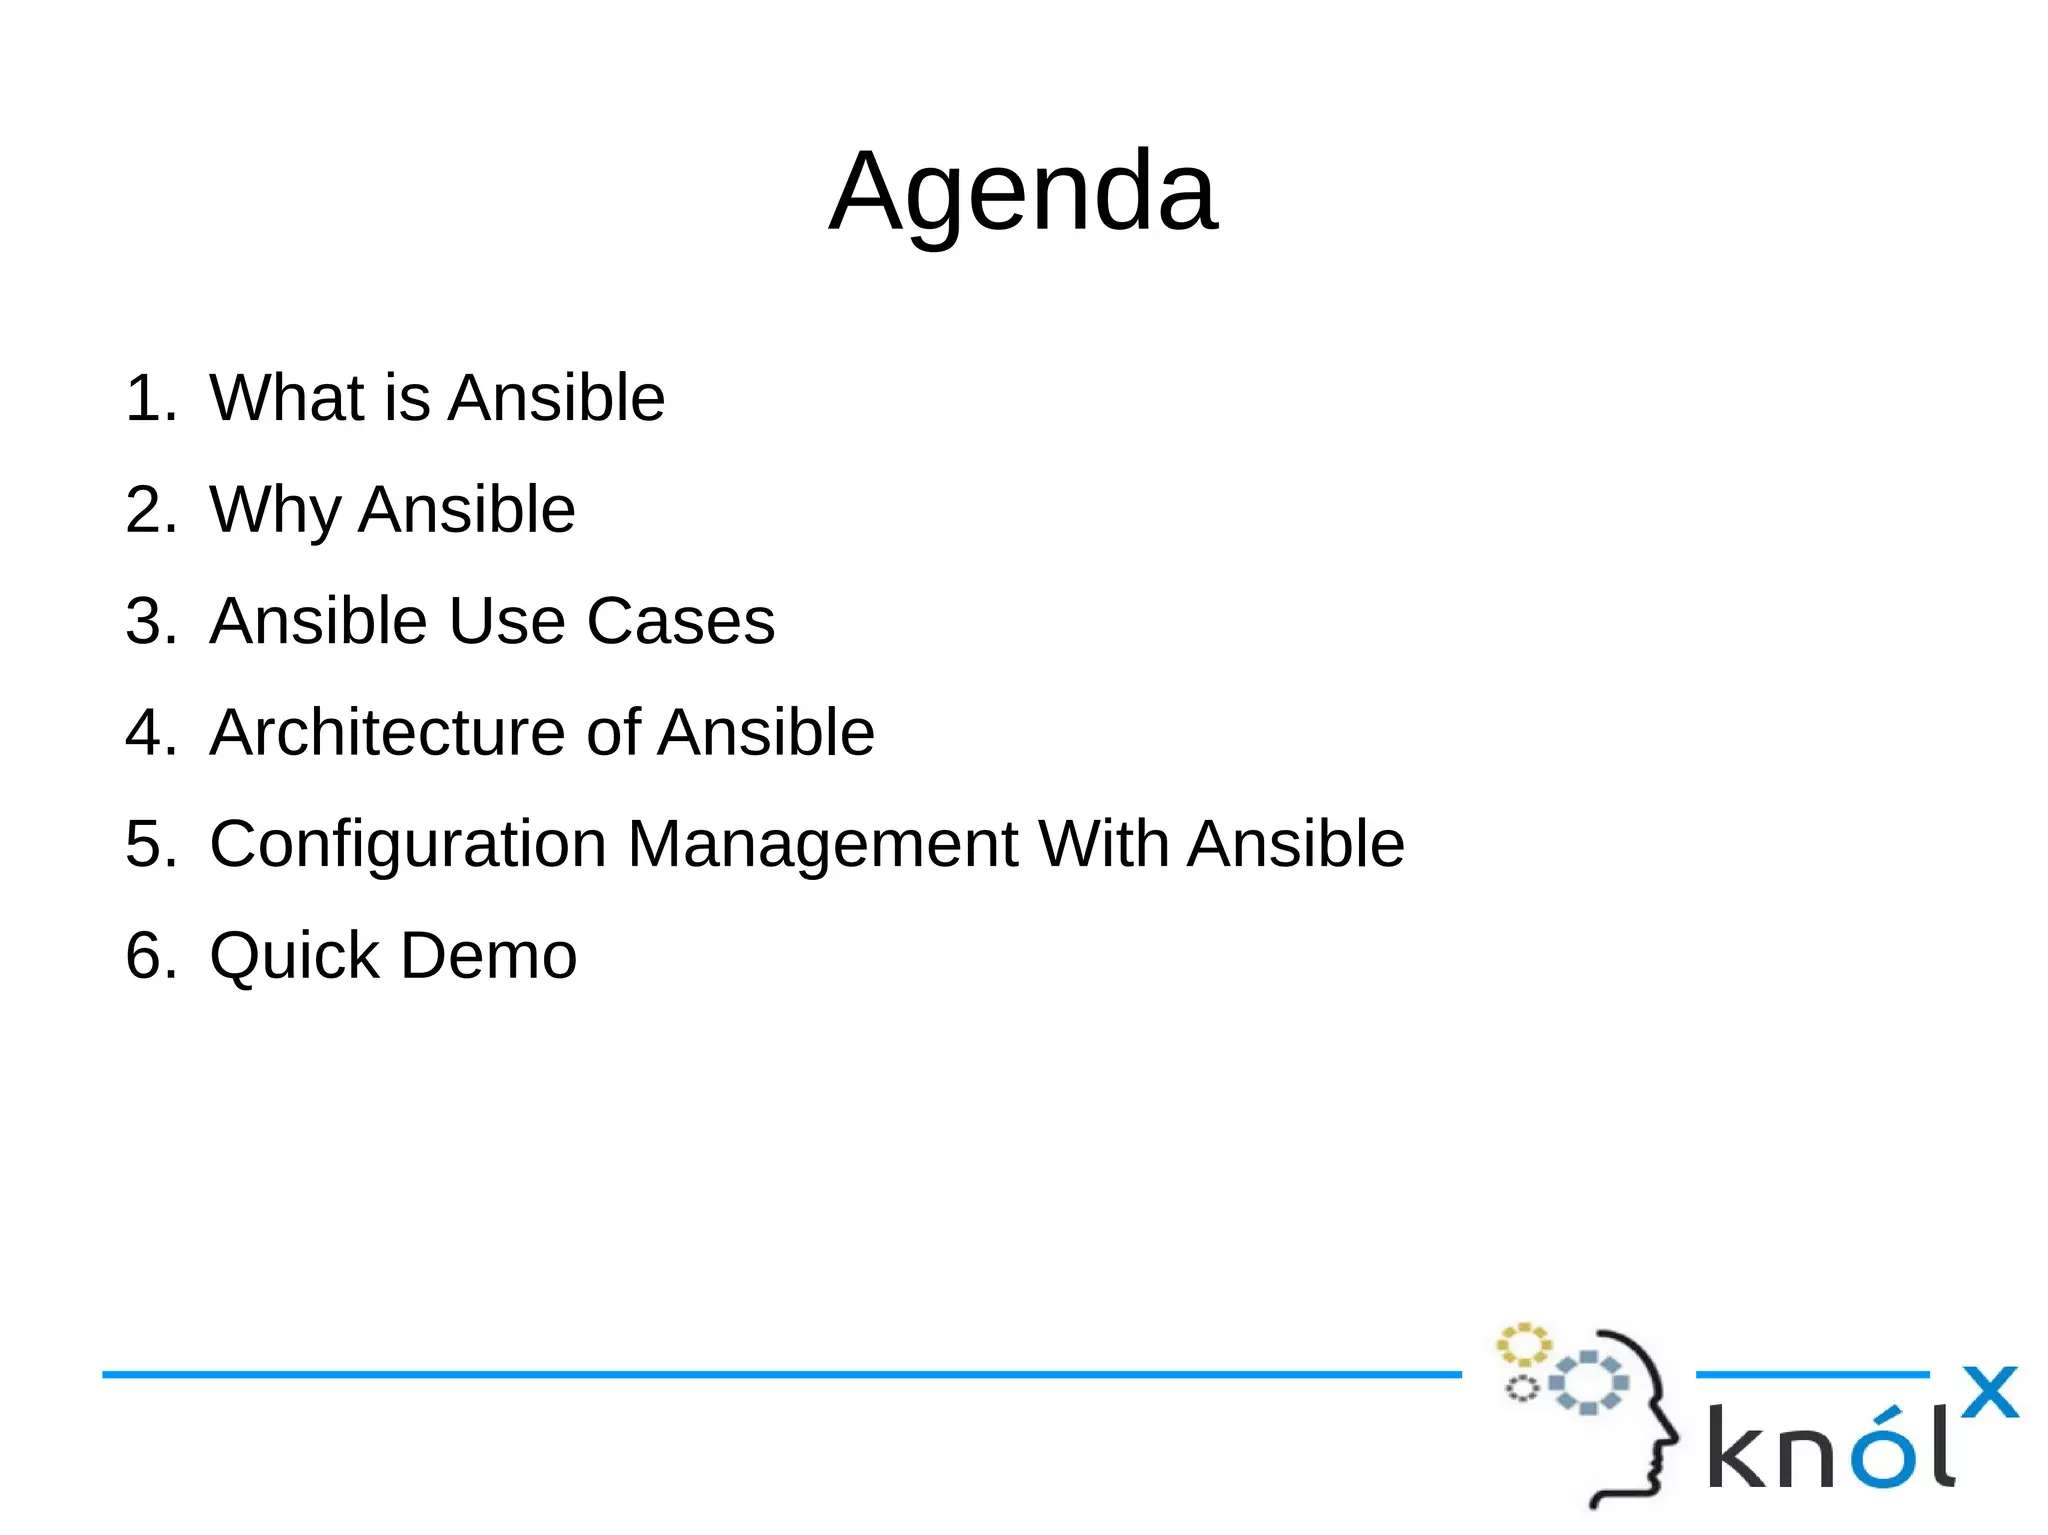 Agenda
1. What is Ansible
2. Why Ansible
3. Ansible Use Cases
4. Architecture of Ansible
5. Configuration Management With Ansible
6. Quick Demo
knólx